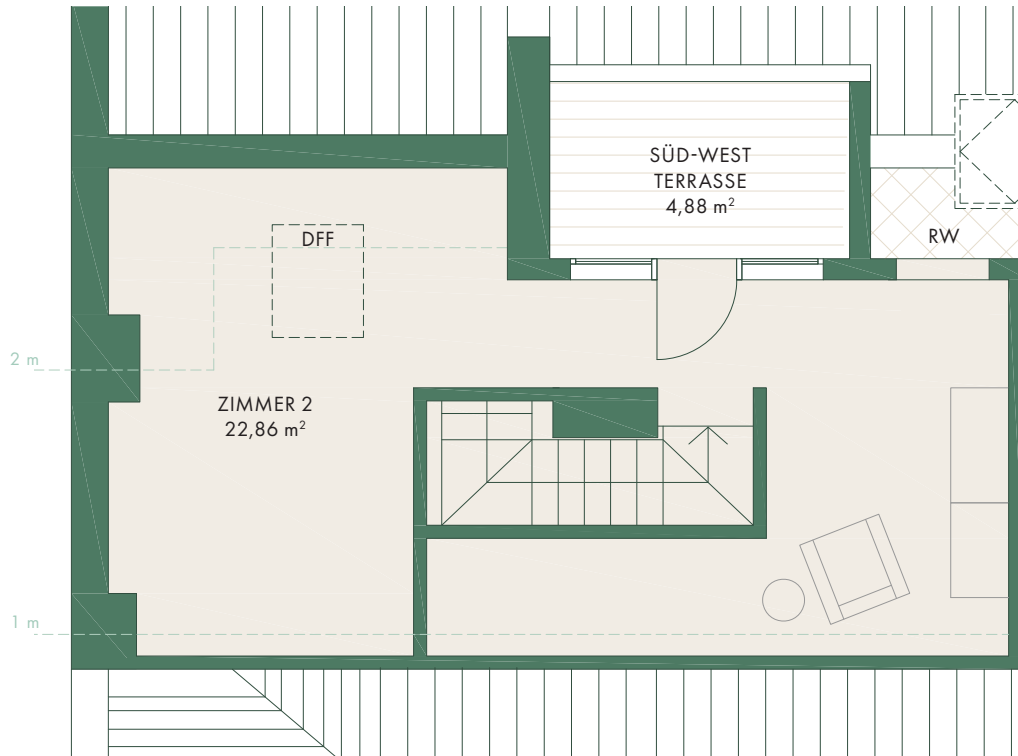 SÜD-WEST
TERRASSE
4,88 m²
RW
DFF
2 m
ZIMMER 2
22,86 m²
1 m